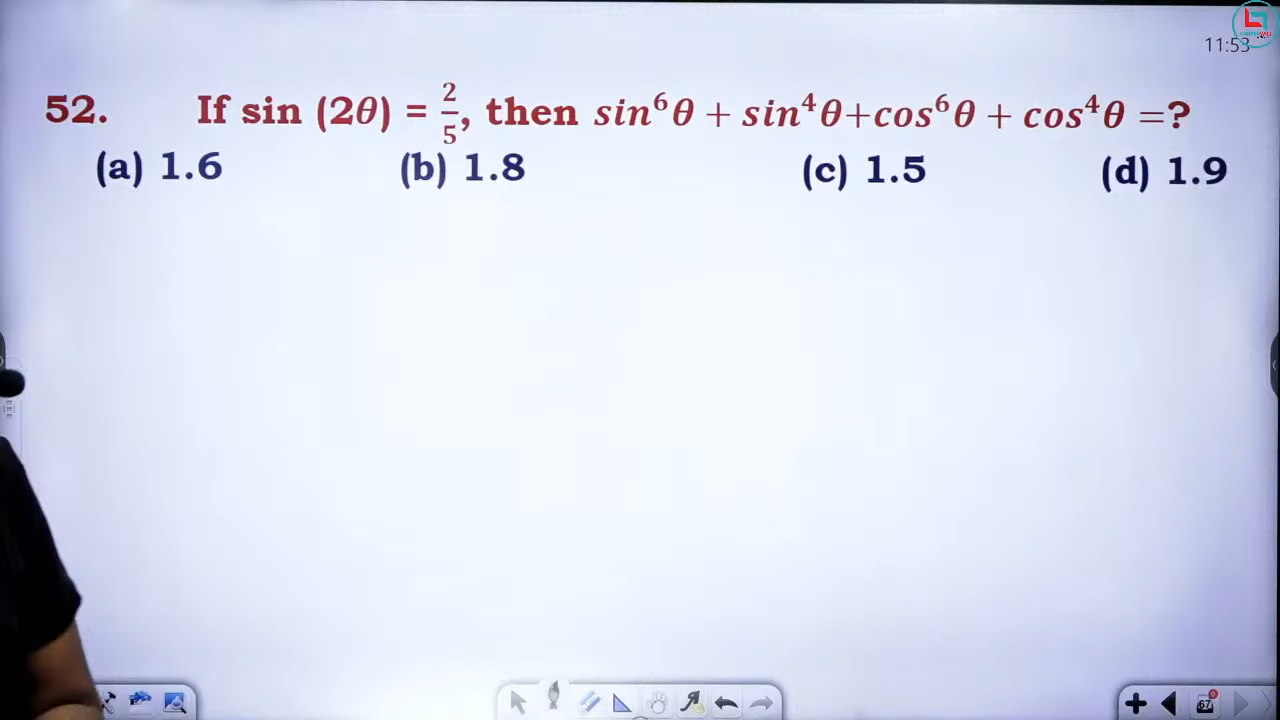 11:53
52. If sin (2θ) = 2/5, then sin⁶θ + sin⁴θ+cos⁶θ + cos⁴θ =?
(a) 1.6 (b) 1.8 (c) 1.5 (d) 1.9
67